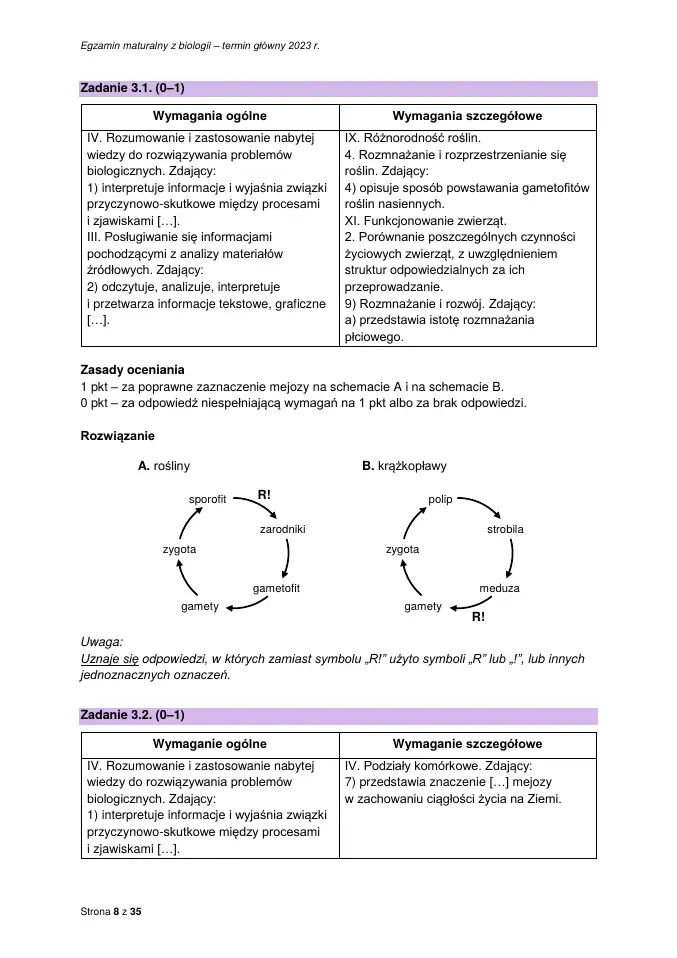 Egzamin maturalny z biologii – termin główny 2023 r.
Zadanie 3.1. (0–1)
Wymagania ogólne
Wymagania szczegółowe
IV. Rozumowanie i zastosowanie nabytej
wiedzy do rozwiązywania problemów
biologicznych. Zdający:
1) interpretuje informacje i wyjaśnia związki
przyczynowo-skutkowe między procesami
i zjawiskami […].
III. Posługiwanie się informacjami
pochodzącymi z analizy materiałów
źródłowych. Zdający:
2) odczytuje, analizuje, interpretuje
i przetwarza informacje tekstowe, graficzne
[…].
IX. Różnorodność roślin.
4. Rozmnażanie i rozprzestrzenianie się
roślin. Zdający:
4) opisuje sposób powstawania gametofitów
roślin nasiennych.
XI. Funkcjonowanie zwierząt.
2. Porównanie poszczególnych czynności
życiowych zwierząt, z uwzględnieniem
struktur odpowiedzialnych za ich
przeprowadzanie.
9) Rozmnażanie i rozwój. Zdający:
a) przedstawia istotę rozmnażania
płciowego.
Zasady oceniania
1 pkt – za poprawne zaznaczenie mejozy na schemacie A i na schemacie B.
0 pkt – za odpowiedź niespełniającą wymagań na 1 pkt albo za brak odpowiedzi.
Rozwiązanie
A. rośliny
sporofit
R!
zarodniki
gametofit
gamety
zygota
B. krążkopławy
polip
strobila
meduza
R!
gamety
zygota
Uwaga:
Uznaje się odpowiedzi, w których zamiast symbolu „R!” użyto symboli „R” lub „!”, lub innych
jednoznacznych oznaczeń.
Zadanie 3.2. (0–1)
Wymaganie ogólne
Wymaganie szczegółowe
IV. Rozumowanie i zastosowanie nabytej
wiedzy do rozwiązywania problemów
biologicznych. Zdający:
1) interpretuje informacje i wyjaśnia związki
przyczynowo-skutkowe między procesami
i zjawiskami […].
IV. Podziały komórkowe. Zdający:
7) przedstawia znaczenie […] mejozy
w zachowaniu ciągłości życia na Ziemi.
Strona 8 z 35